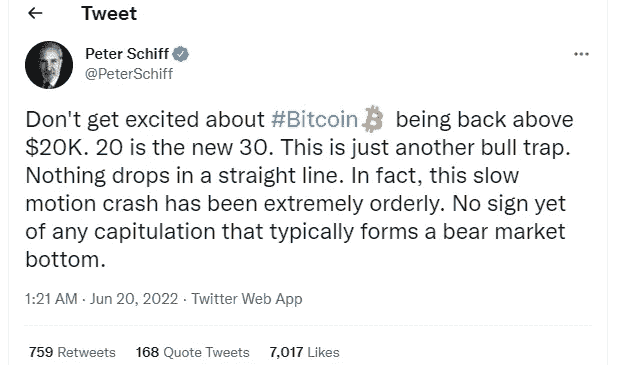 Tweet
Peter Schiff
@PeterSchiff
Don't get excited about #Bitcoin being back above
$20K. 20 is the new 30. This is just another bull trap.
Nothing drops in a straight line. In fact, this slow
motion crash has been extremely orderly. No sign yet
of any capitulation that typically forms a bear market
bottom.
1:21 AM · Jun 20, 2022 · Twitter Web App
759 Retweets 168 Quote Tweets 7,017 Likes